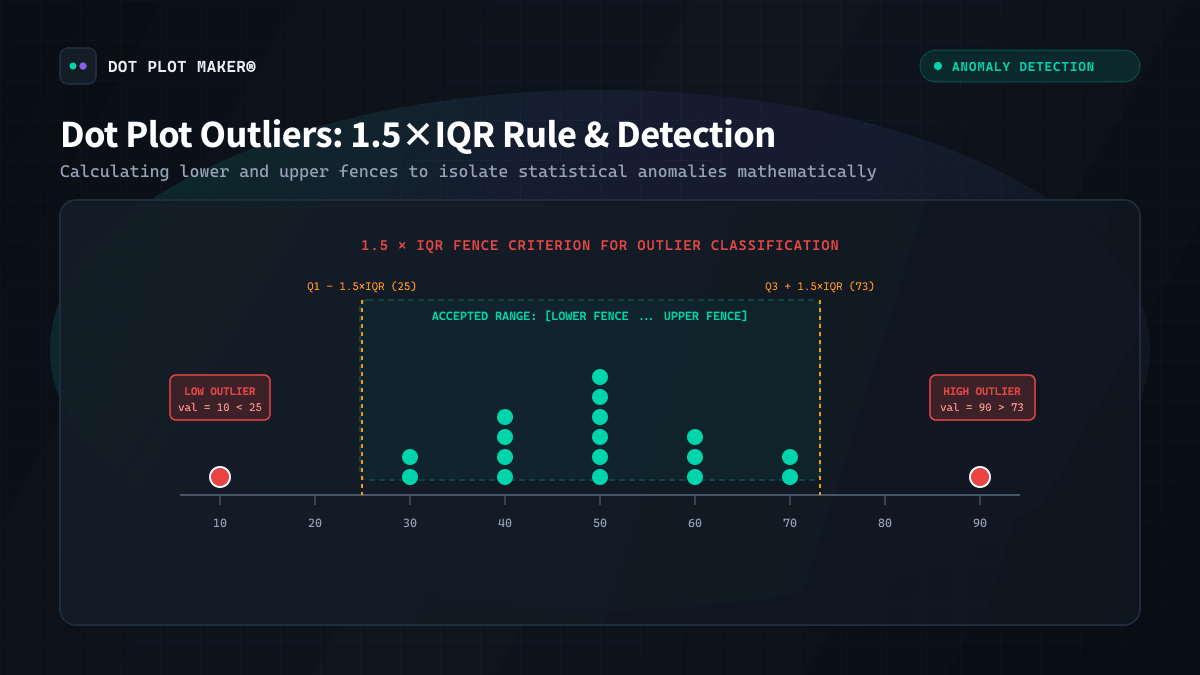 DOT PLOT MAKER®
ANOMALY DETECTION
Dot Plot Outliers: 1.5×IQR Rule & Detection
Calculating lower and upper fences to isolate statistical anomalies mathematically
1.5 × IQR FENCE CRITERION FOR OUTLIER CLASSIFICATION
Q1 − 1.5×IQR (25)
Q3 + 1.5×IQR (73)
ACCEPTED RANGE: [LOWER FENCE ... UPPER FENCE]
LOW OUTLIER
val = 10 < 25
HIGH OUTLIER
val = 90 > 73
10 20 30 40 50 60 70 80 90